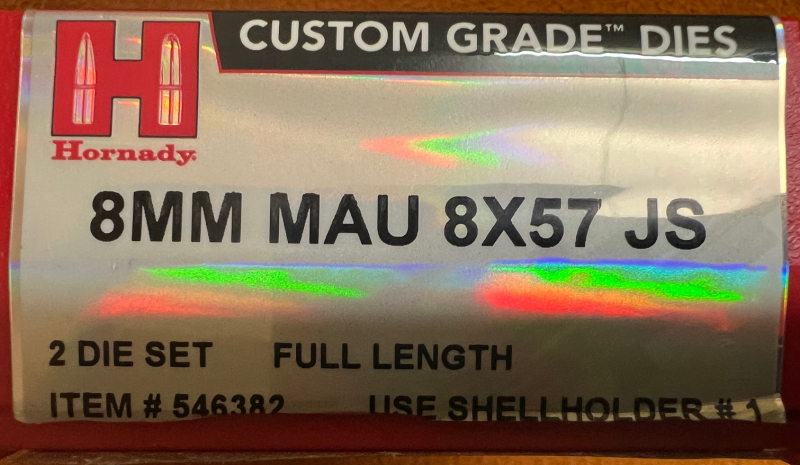 CUSTOM GRADE™ DIES
H
Hornady
8MM MAU 8X57 JS
2 DIE SET FULL LENGTH
ITEM # 546382 USE SHELLHOLDER # 1